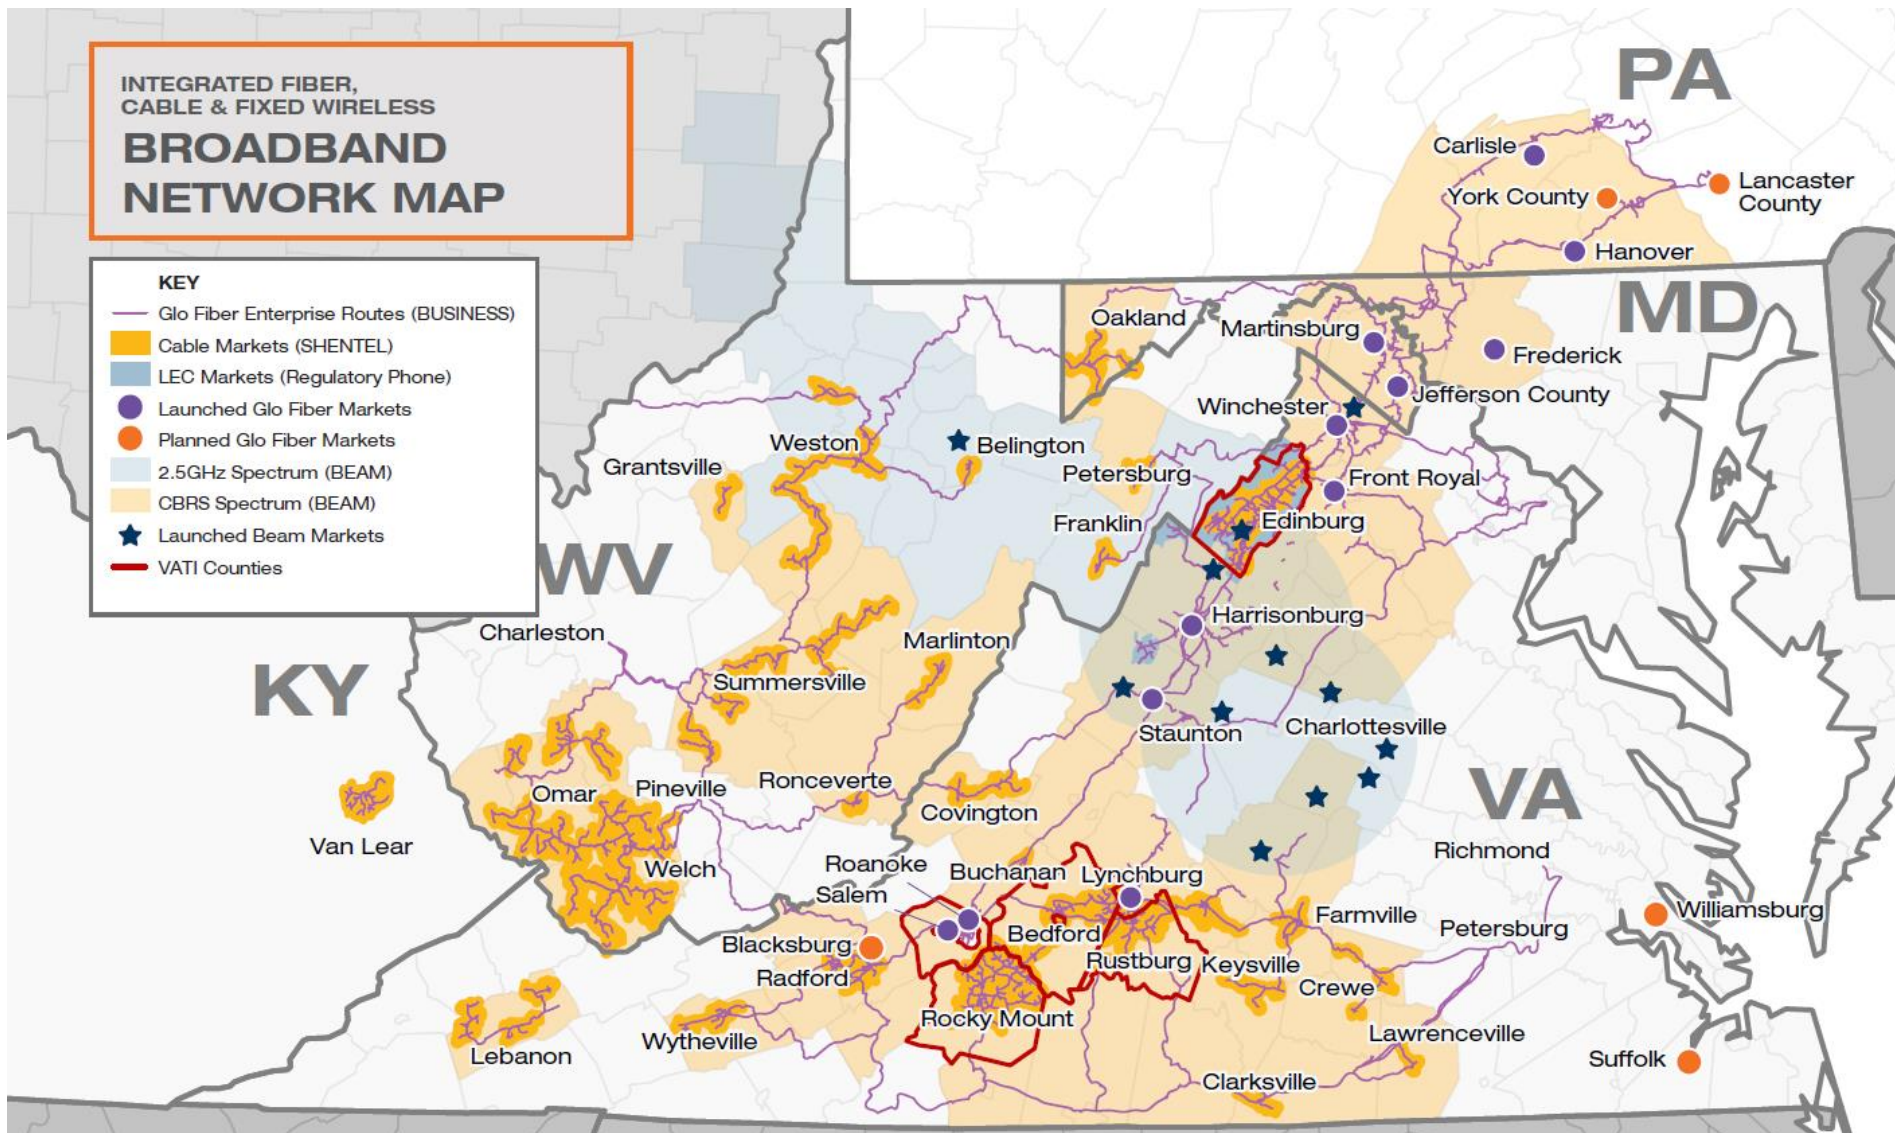 INTEGRATED FIBER,
CABLE & FIXED WIRELESS
BROADBAND
NETWORK MAP
KEY
Glo Fiber Enterprise Routes (BUSINESS)
Cable Markets (SHENTEL)
LEC Markets (Regulatory Phone)
Launched Glo Fiber Markets
Planned Glo Fiber Markets
2.5GHz Spectrum (BEAM)
CBRS Spectrum (BEAM)
Launched Beam Markets
VATI Counties
PA
Carlisle
York County
Lancaster
County
Hanover
MD
Oakland
Martinsburg
Frederick
Jefferson County
Winchester
Weston
Belington
Grantsville
Petersburg
Front Royal
Franklin
Edinburg
WV
Charleston
Harrisonburg
Marlinton
KY
Summersville
Staunton
Charlottesville
Omar
Pineville
Ronceverte
Covington
VA
Van Lear
Richmond
Welch
Roanoke
Buchanan
Lynchburg
Salem
Williamsburg
Farmville
Petersburg
Blacksburg
Bedford
Radford
Rustburg
Keysville
Crewe
Rocky Mount
Wytheville
Lebanon
Lawrenceville
Suffolk
Clarksville